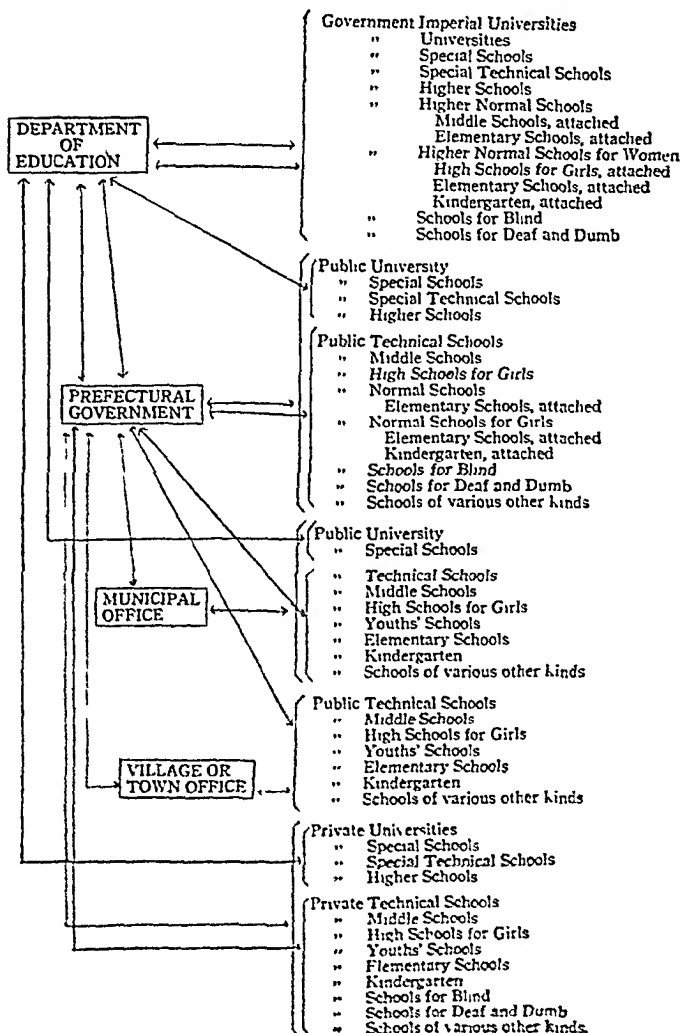 Government Imperial Universities
" Universities
" Special Schools
" Special Technical Schools
" Higher Schools
" Higher Normal Schools
Middle Schools, attached
Elementary Schools, attached
" Higher Normal Schools for Women
High Schools for Girls, attached
Elementary Schools, attached
Kindergarten, attached
" Schools for Blind
" Schools for Deaf and Dumb
DEPARTMENT
OF
EDUCATION
Public University
" Special Schools
" Special Technical Schools
" Higher Schools
Public Technical Schools
" Middle Schools
" High Schools for Girls
" Normal Schools
Elementary Schools, attached
" Normal Schools for Girls
Elementary Schools, attached
Kindergarten, attached
" Schools for Blind
" Schools for Deaf and Dumb
" Schools of various other kinds
PREFECTURAL
GOVERNMENT
Public University
" Special Schools
" Technical Schools
" Middle Schools
" High Schools for Girls
" Youths' Schools
" Elementary Schools
" Kindergarten
" Schools of various other kinds
MUNICIPAL
OFFICE
Public Technical Schools
" Middle Schools
" High Schools for Girls
" Youths' Schools
" Elementary Schools
" Kindergarten
" Schools of various other kinds
VILLAGE OR
TOWN OFFICE
Private Universities
" Special Schools
" Special Technical Schools
" Higher Schools
Private Technical Schools
" Middle Schools
" High Schools for Girls
" Youths' Schools
" Elementary Schools
" Kindergarten
" Schools for Blind
" Schools for Deaf and Dumb
" Schools of various other kinds.